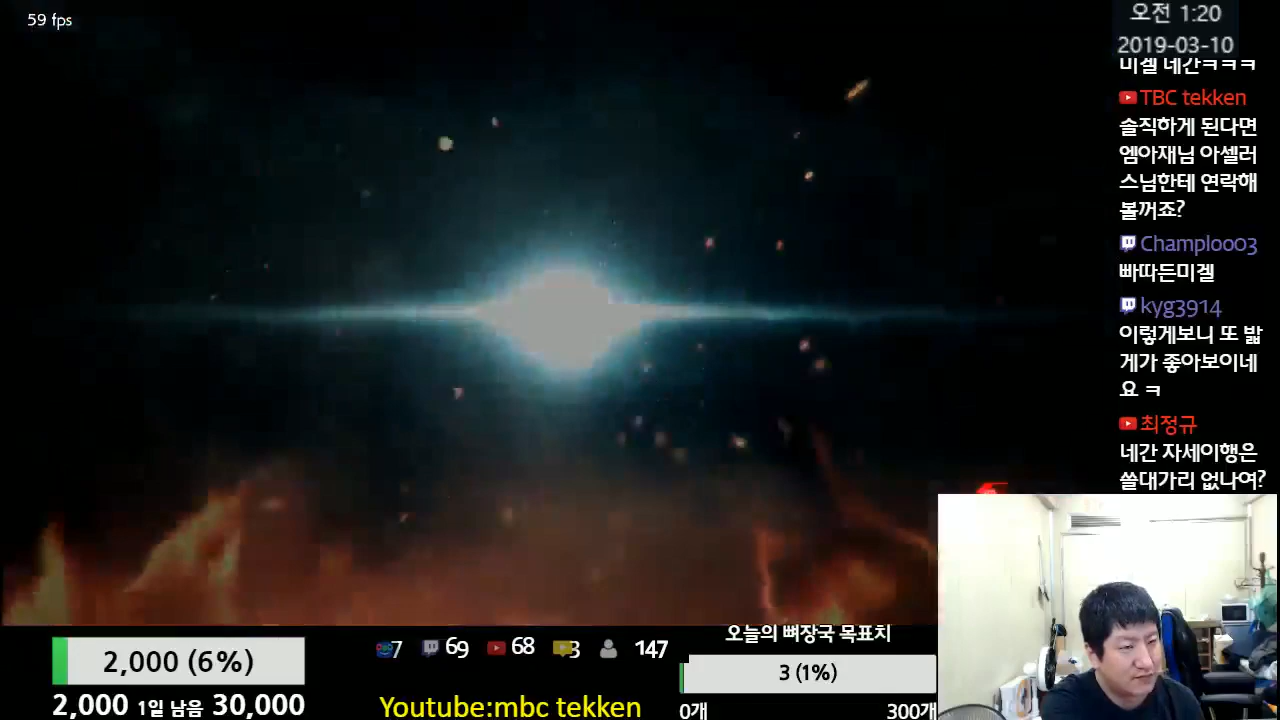 59 fps
오전 1:20
2019-03-10
미겔 네간ㅋㅋㅋ
TBC tekken
솔직하게 된다면
엠아재님 아셀러
스님한테 연락해
볼꺼죠?
Champloo03
빠따든미겔
kyg3914
이렇게보니 또 밟
게가 좋아보이네
요 ㅋ
최정규
네간 자세이행은
쓸대가리 없나여?
2,000 (6%)
2,000 1일 남음 30,000
7 69 68 3 147
Youtube:mbc tekken
오늘의 뼈장국 목표치
3 (1%)
0개 300개